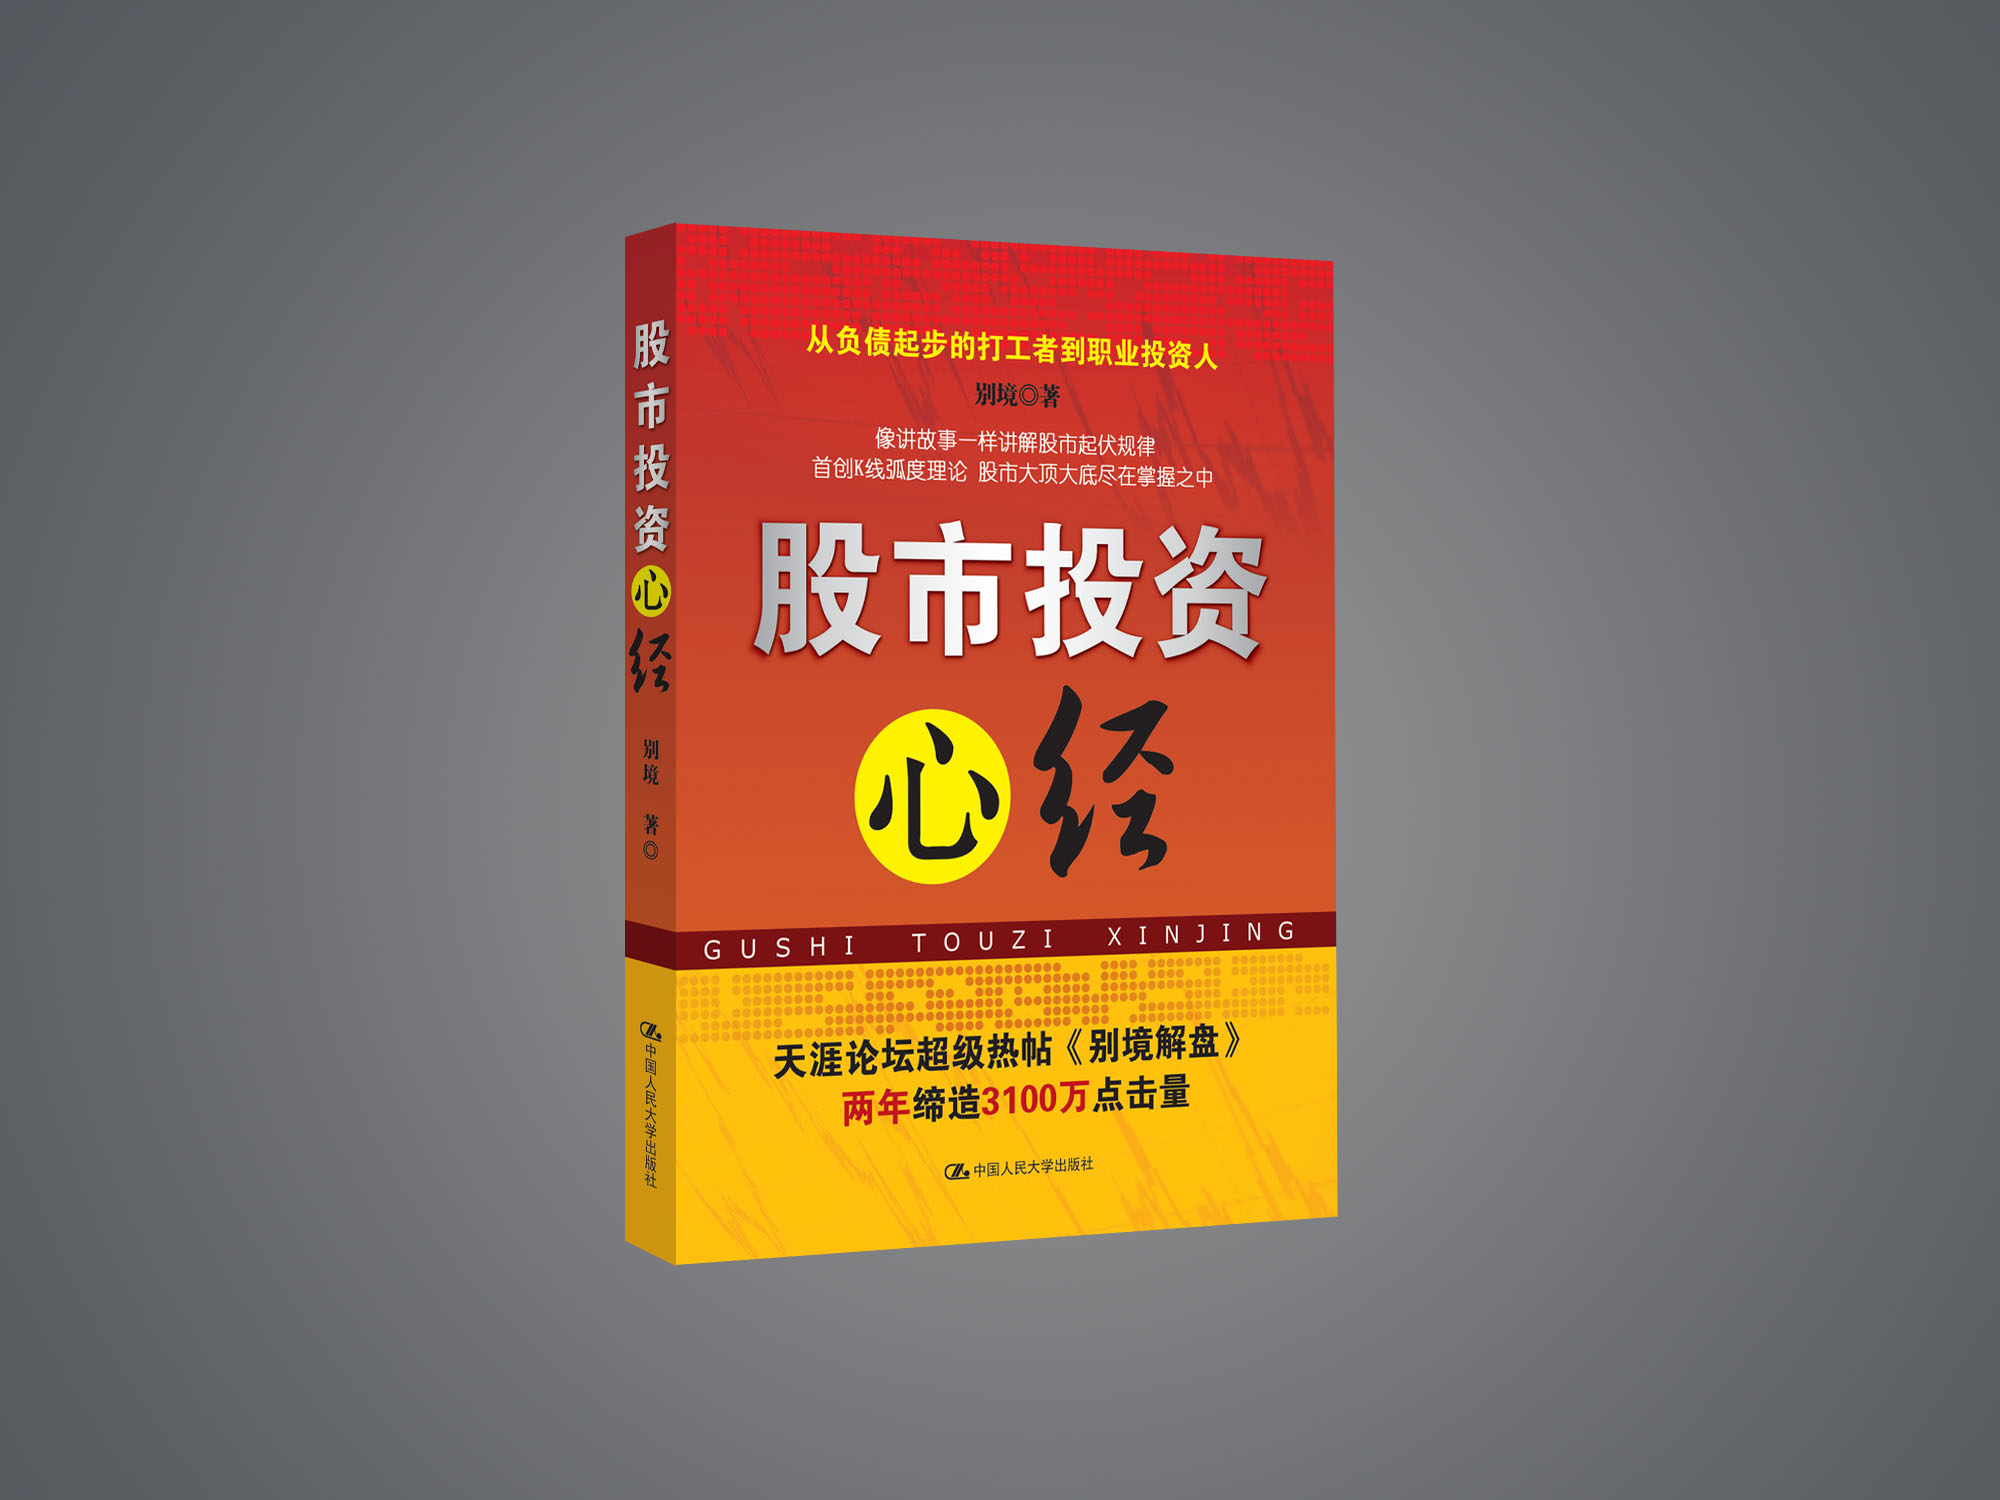 从负债起步的打工者到职业投资人
别境◎著
像讲故事一样讲解股市起伏规律
首创K线弧度理论 股市大顶大底尽在掌握之中
股市投资
心经
GUSHI TOUZI XINJING
天涯论坛超级热帖《别境解盘》
两年缔造3100万点击量
中国人民大学出版社
股市投资心经
别境 著◎
中国人民大学出版社